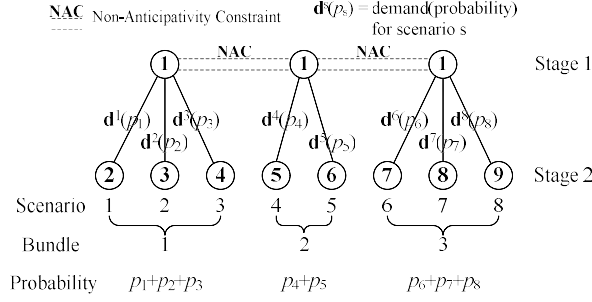 NAC Non-Anticipativity Constraint
dˢ(pₛ) = demand(probability)
for scenario s
NAC NAC
1 1 1 Stage 1
d¹(p₁) d³(p₃) d⁴(p₄) d⁶(p₆) d⁸(p₈)
d²(p₂) d⁵(p₅) d⁷(p₇)
2 3 4 5 6 7 8 9 Stage 2
Scenario 1 2 3 4 5 6 7 8
Bundle 1 2 3
Probability p₁+p₂+p₃ p₄+p₅ p₆+p₇+p₈